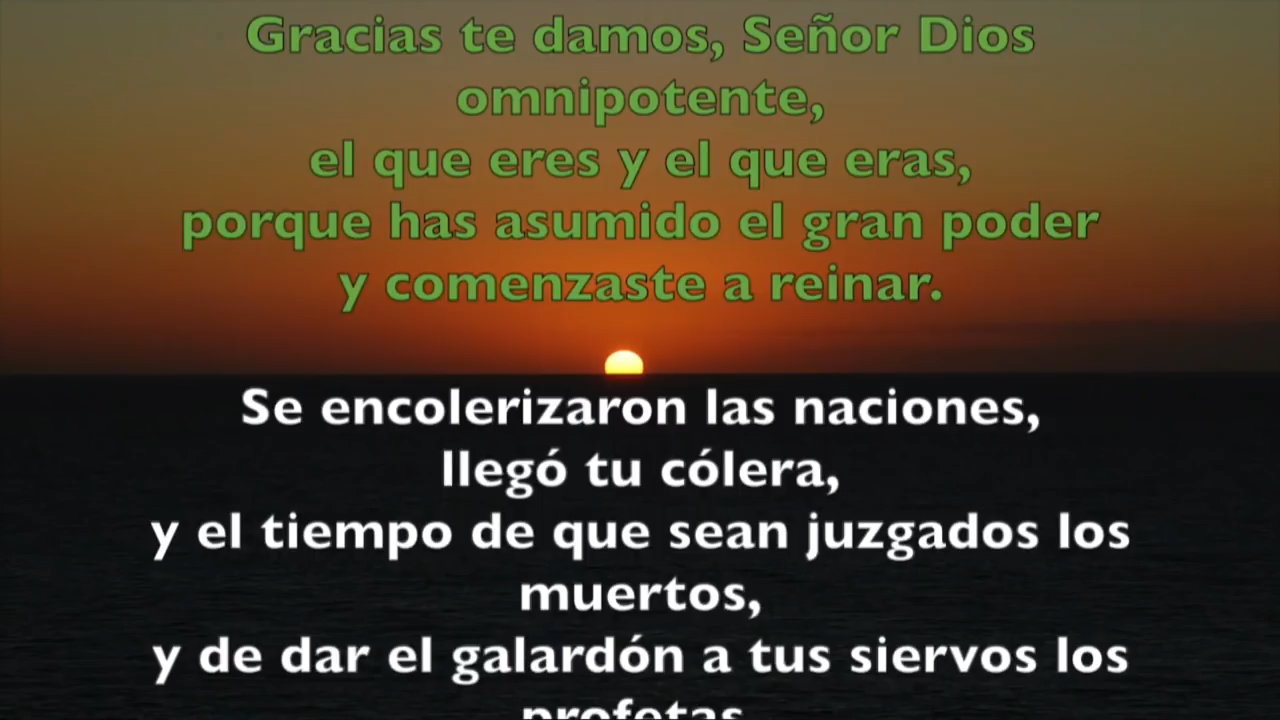 Gracias te damos, Señor Dios
omnipotente,
el que eres y el que eras,
porque has asumido el gran poder
y comenzaste a reinar.
Se encolerizaron las naciones,
llegó tu cólera,
y el tiempo de que sean juzgados los
muertos,
y de dar el galardón a tus siervos los
profetas